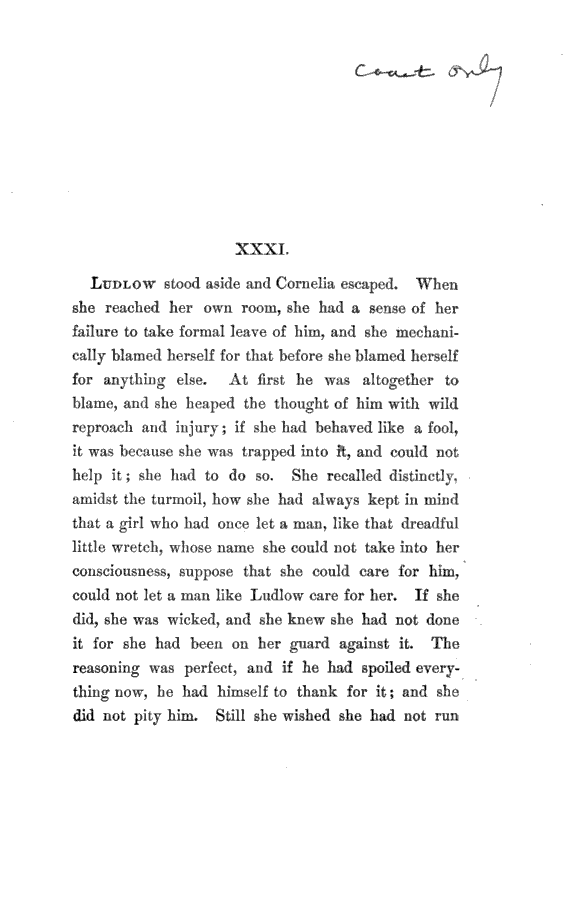 Coast only
XXXI.
LUDLOW stood aside and Cornelia escaped. When
she reached her own room, she had a sense of her
failure to take formal leave of him, and she mechani-
cally blamed herself for that before she blamed herself
for anything else. At first he was altogether to
blame, and she heaped the thought of him with wild
reproach and injury; if she had behaved like a fool,
it was because she was trapped into it, and could not
help it; she had to do so. She recalled distinctly,
amidst the turmoil, how she had always kept in mind
that a girl who had once let a man, like that dreadful
little wretch, whose name she could not take into her
consciousness, suppose that she could care for him,
could not let a man like Ludlow care for her. If she
did, she was wicked, and she knew she had not done
it for she had been on her guard against it. The
reasoning was perfect, and if he had spoiled every-
thing now, he had himself to thank for it; and she
did not pity him. Still she wished she had not run